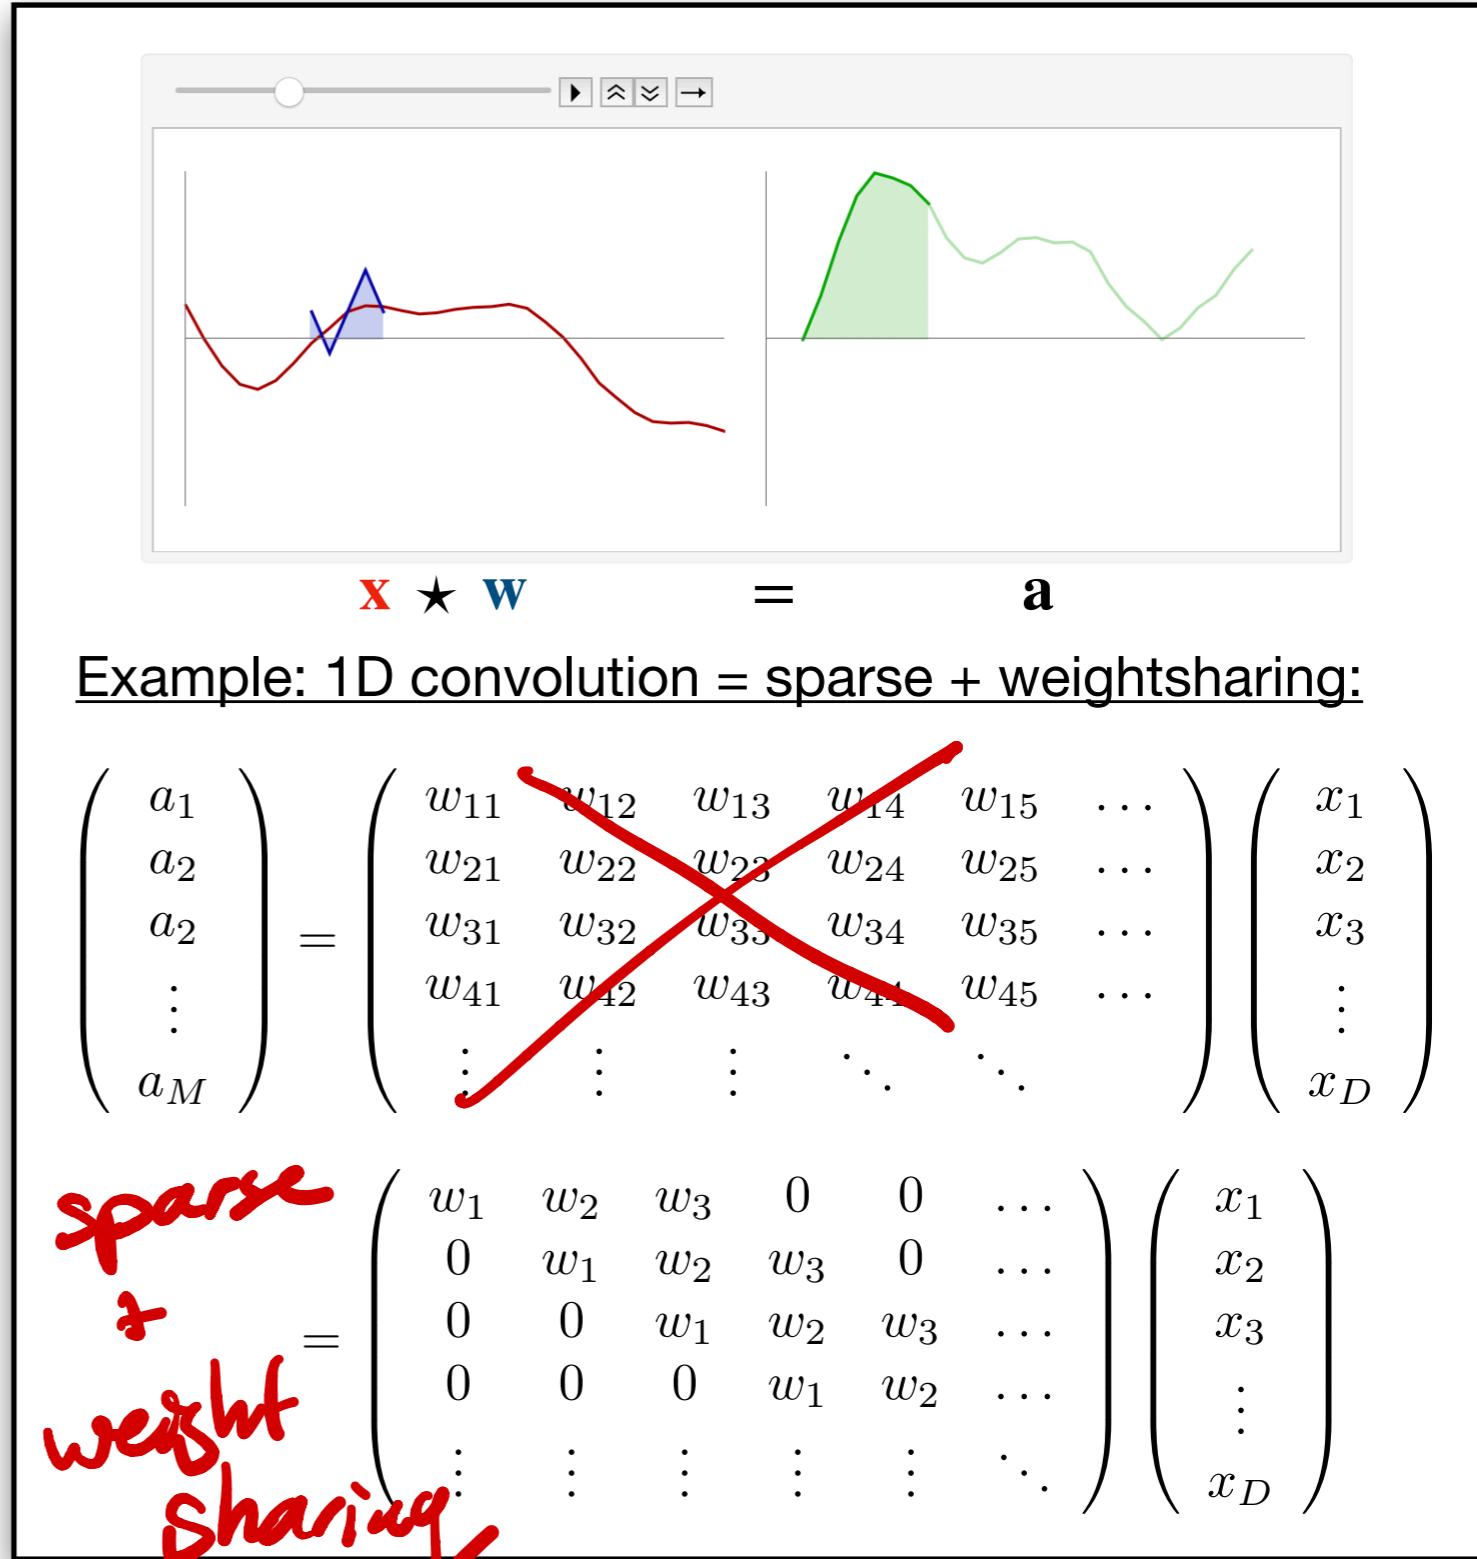 x ★ w = a
Example: 1D convolution = sparse + weightsharing:
a₁ w₁₁ w₁₂ w₁₃ w₁₄ w₁₅ … x₁
a₂ w₂₁ w₂₂ w₂₃ w₂₄ w₂₅ … x₂
a₂ = w₃₁ w₃₂ w₃₃ w₃₄ w₃₅ … x₃
⋮ w₄₁ w₄₂ w₄₃ w₄₄ w₄₅ … ⋮
a_M ⋮ ⋮ ⋮ ⋱ ⋱ x_D
sparse
+
weight
sharing
w₁ w₂ w₃ 0 0 … x₁
0 w₁ w₂ w₃ 0 … x₂
= 0 0 w₁ w₂ w₃ … x₃
0 0 0 w₁ w₂ … ⋮
⋮ ⋮ ⋮ ⋮ ⋮ ⋱ x_D